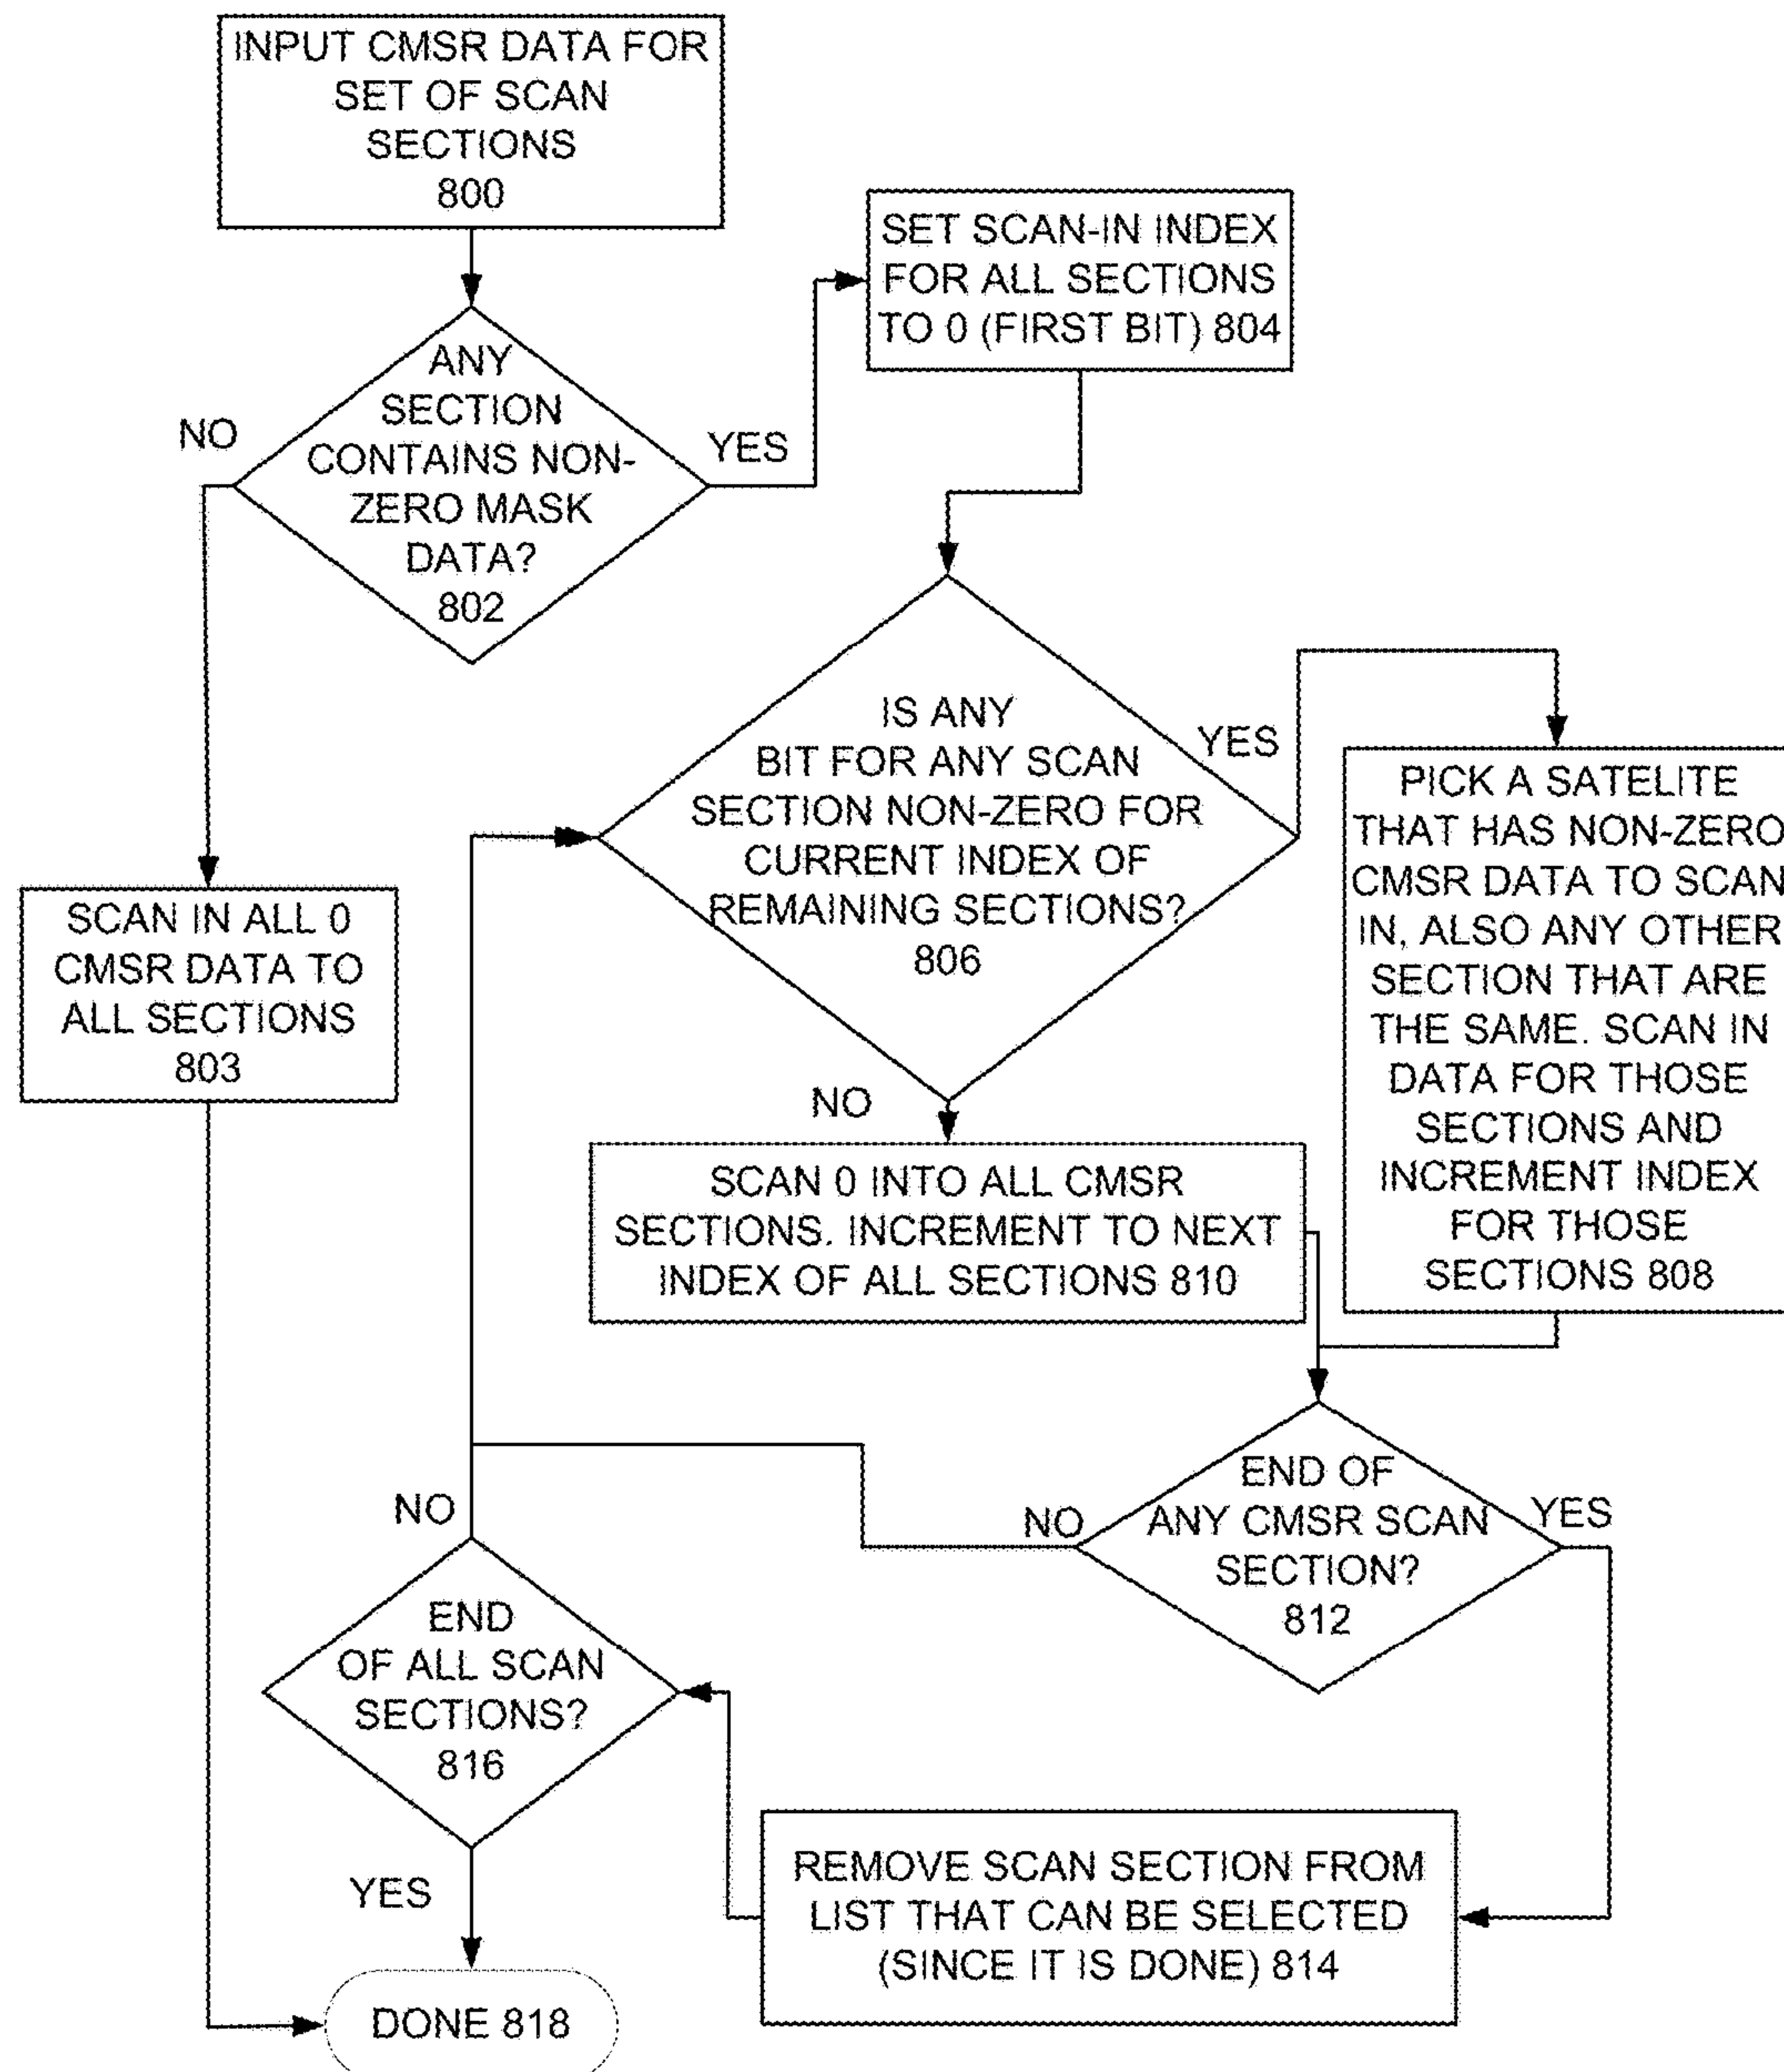 INPUT CMSR DATA FOR
SET OF SCAN
SECTIONS
800
ANY
SECTION
CONTAINS NON-
ZERO MASK
DATA?
802
NO
YES
SET SCAN-IN INDEX
FOR ALL SECTIONS
TO 0 (FIRST BIT) 804
SCAN IN ALL 0
CMSR DATA TO
ALL SECTIONS
803
IS ANY
BIT FOR ANY SCAN
SECTION NON-ZERO FOR
CURRENT INDEX OF
REMAINING SECTIONS?
806
YES
NO
PICK A SATELITE
THAT HAS NON-ZERO
CMSR DATA TO SCAN
IN, ALSO ANY OTHER
SECTION THAT ARE
THE SAME. SCAN IN
DATA FOR THOSE
SECTIONS AND
INCREMENT INDEX
FOR THOSE
SECTIONS 808
SCAN 0 INTO ALL CMSR
SECTIONS. INCREMENT TO NEXT
INDEX OF ALL SECTIONS 810
END OF
ANY CMSR SCAN
SECTION?
812
NO
YES
REMOVE SCAN SECTION FROM
LIST THAT CAN BE SELECTED
(SINCE IT IS DONE) 814
END
OF ALL SCAN
SECTIONS?
816
NO
YES
DONE 818